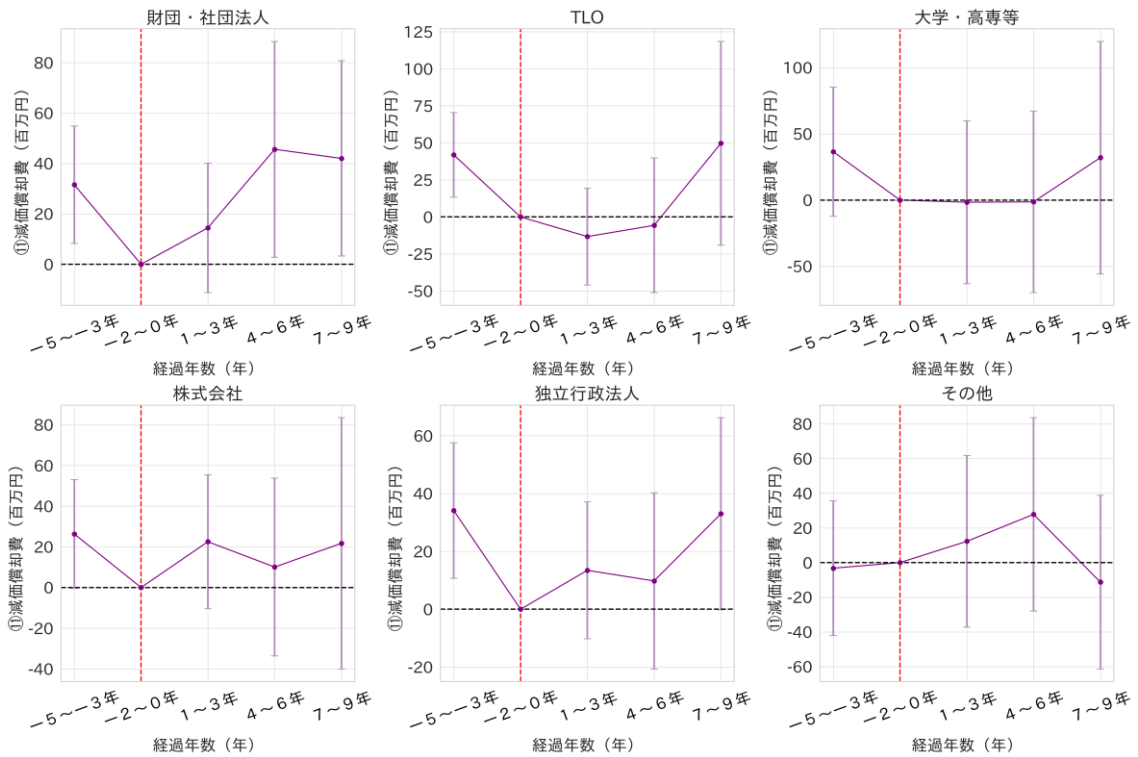 財団・社団法人
⑪減価償却費（百万円）
80
60
40
20
0
−5〜−3年
−2〜0年
1〜3年
4〜6年
7〜9年
経過年数（年）
TLO
⑪減価償却費（百万円）
125
100
75
50
25
0
-25
-50
−5〜−3年
−2〜0年
1〜3年
4〜6年
7〜9年
経過年数（年）
大学・高専等
⑪減価償却費（百万円）
100
50
0
-50
−5〜−3年
−2〜0年
1〜3年
4〜6年
7〜9年
経過年数（年）
株式会社
⑪減価償却費（百万円）
80
60
40
20
0
-20
-40
−5〜−3年
−2〜0年
1〜3年
4〜6年
7〜9年
経過年数（年）
独立行政法人
⑪減価償却費（百万円）
60
40
20
0
-20
−5〜−3年
−2〜0年
1〜3年
4〜6年
7〜9年
経過年数（年）
その他
⑪減価償却費（百万円）
80
60
40
20
0
-20
-40
-60
−5〜−3年
−2〜0年
1〜3年
4〜6年
7〜9年
経過年数（年）